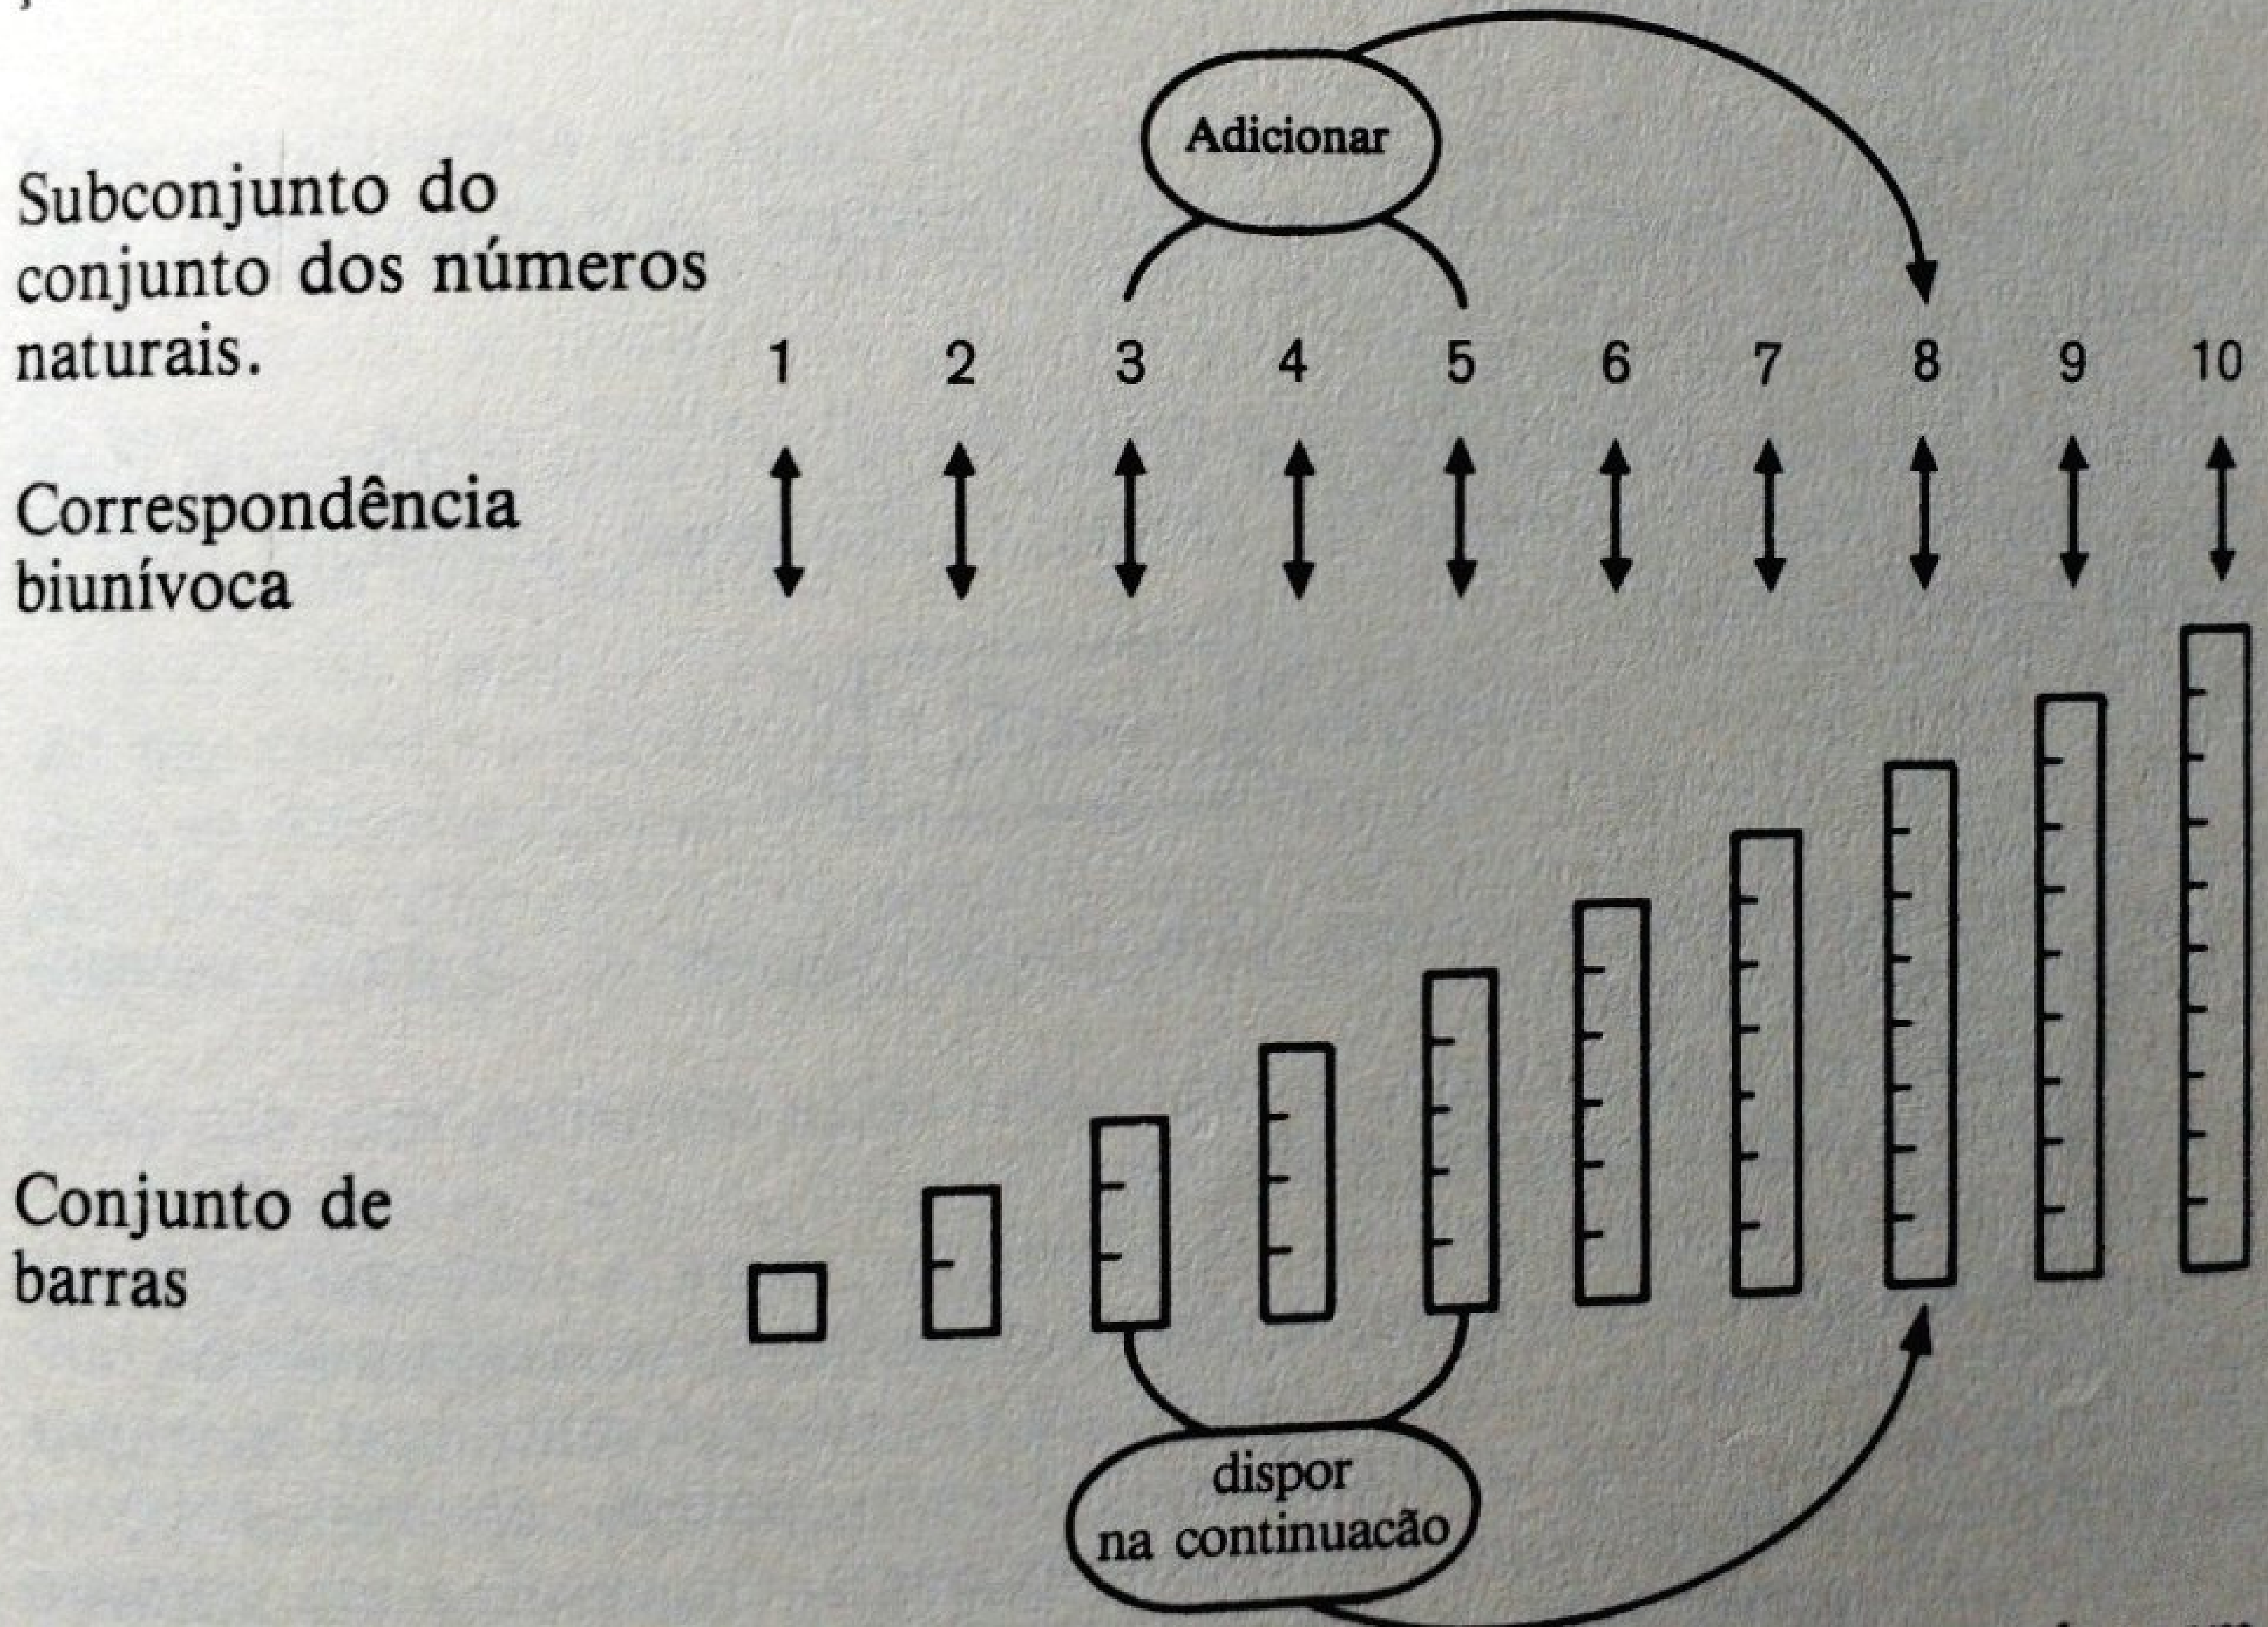 Adicionar
Subconjunto do
conjunto dos números
naturais.
1 2 3 4 5 6 7 8 9 10
Correspondência
biunívoca
Conjunto de
barras
dispor
na continuacão